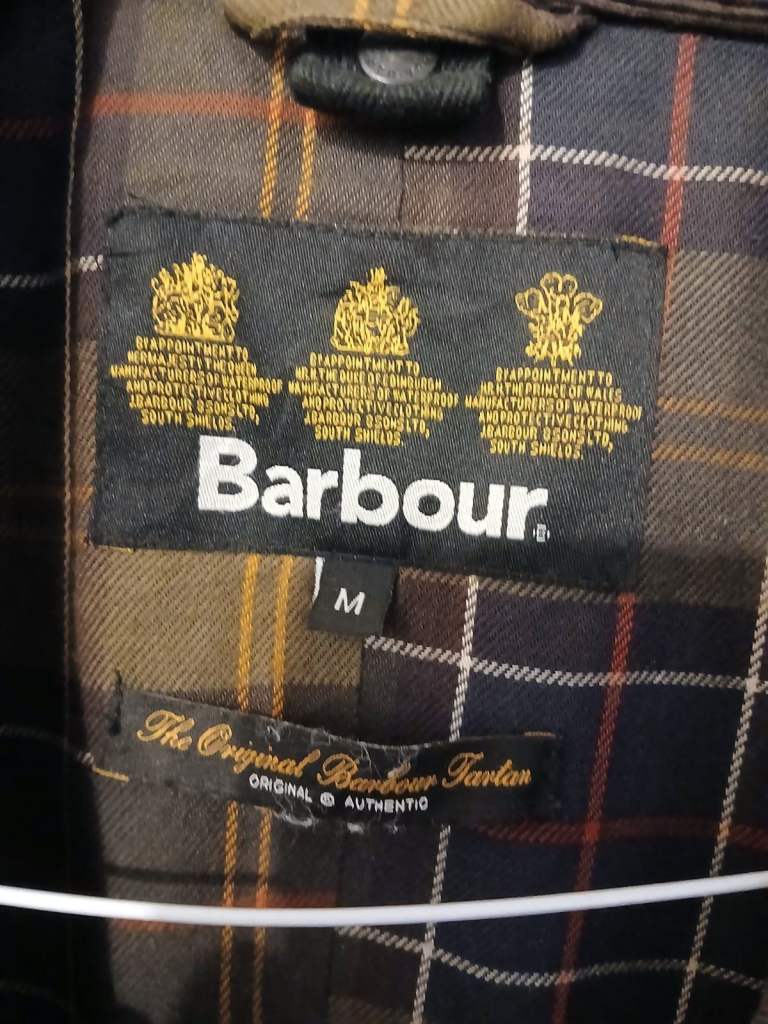 BY APPOINTMENT TO
HER MAJESTY THE QUEEN
MANUFACTURERS OF WATERPROOF
AND PROTECTIVE CLOTHING
BARBOUR & SONS LTD,
SOUTH SHIELDS
BY APPOINTMENT TO
H.R.H. THE DUKE OF EDINBURGH
MANUFACTURERS OF WATERPROOF
AND PROTECTIVE CLOTHING
BARBOUR & SONS LTD,
SOUTH SHIELDS
BY APPOINTMENT TO
H.R.H. THE PRINCE OF WALES
MANUFACTURERS OF WATERPROOF
AND PROTECTIVE CLOTHING
BARBOUR & SONS LTD,
SOUTH SHIELDS
Barbour
M
The Original Barbour Tartan
ORIGINAL AUTHENTIC